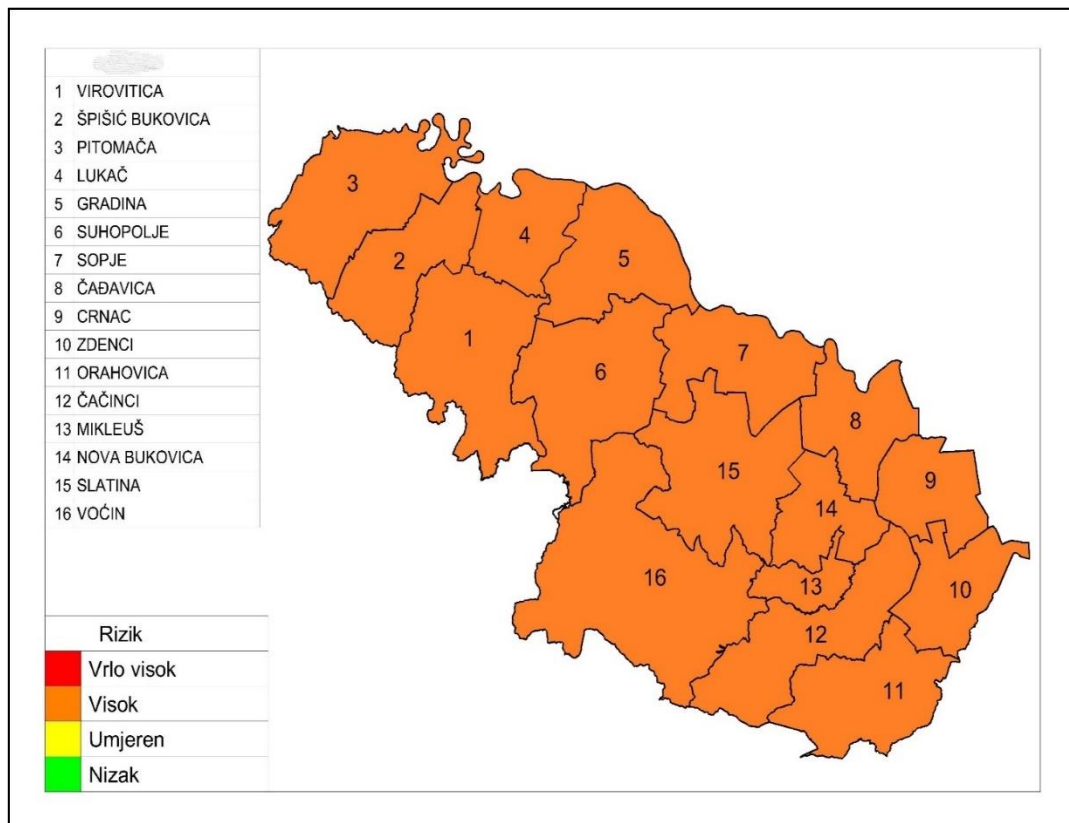 1 VIROVITICA
2 ŠPIŠIĆ BUKOVICA
3 PITOMAČA
4 LUKAČ
5 GRADINA
6 SUHOPOLJE
7 SOPJE
8 ČAĐAVICA
9 CRNAC
10 ZDENCI
11 ORAHOVICA
12 ČAČINCI
13 MIKLEUŠ
14 NOVA BUKOVICA
15 SLATINA
16 VOĆIN
Rizik
Vrlo visok
Visok
Umjeren
Nizak
3
4
2
5
1
7
6
8
15
9
14
16
13
10
12
11